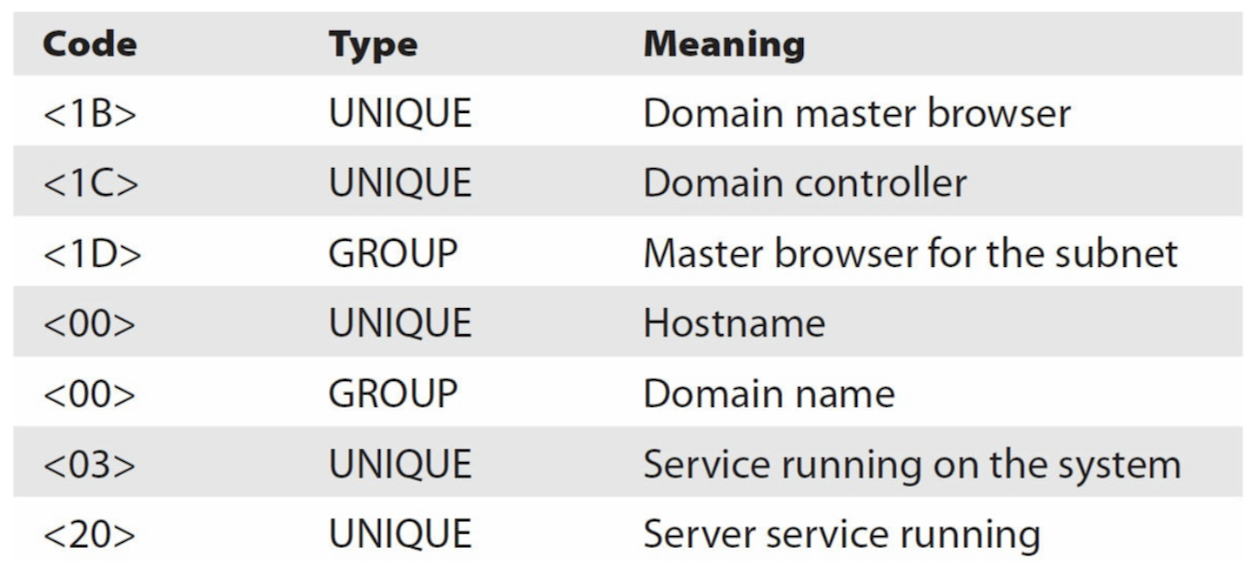 Code Type Meaning
<1B> UNIQUE Domain master browser
<1C> UNIQUE Domain controller
<1D> GROUP Master browser for the subnet
<00> UNIQUE Hostname
<00> GROUP Domain name
<03> UNIQUE Service running on the system
<20> UNIQUE Server service running